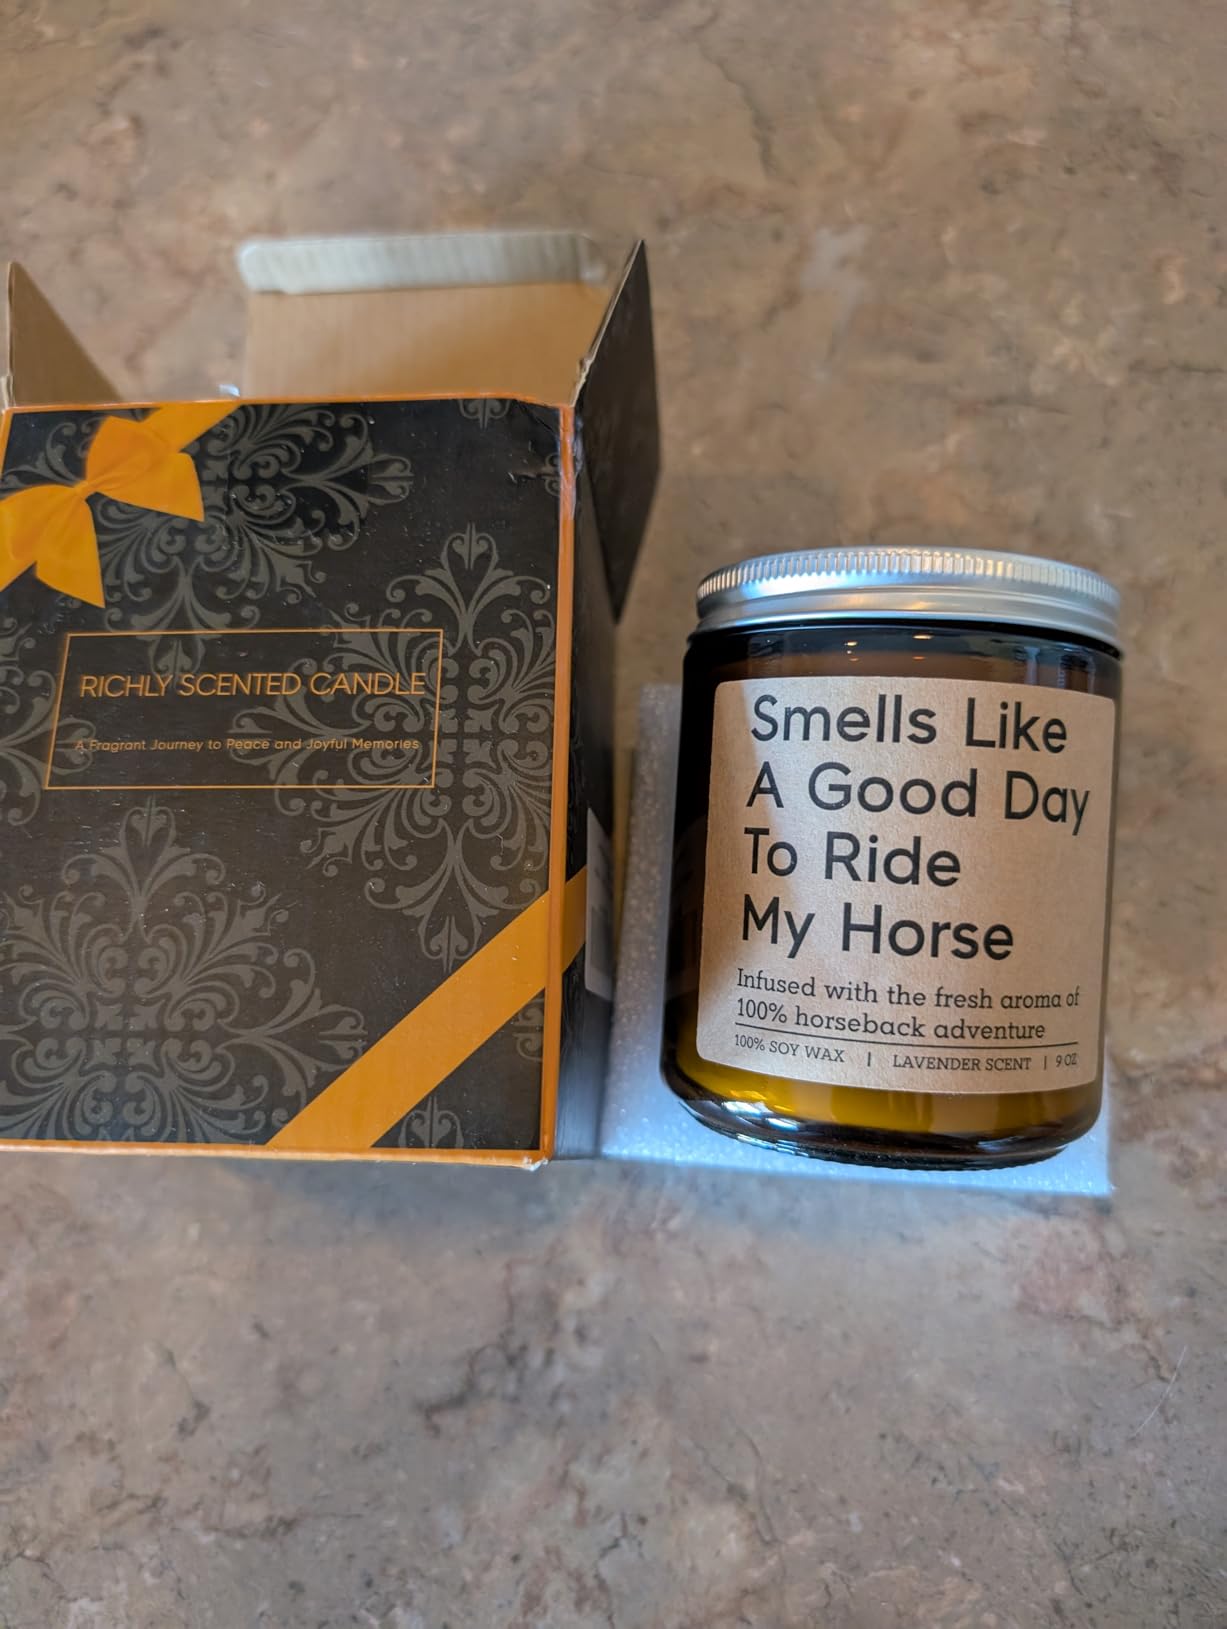 RICHLY SCENTED CANDLE
A Fragrant Journey to Peace and Joyful Memories
Smells Like
A Good Day
To Ride
My Horse
Infused with the fresh aroma of
100% horseback adventure
100% SOY WAX | LAVENDER SCENT | 9 OZ